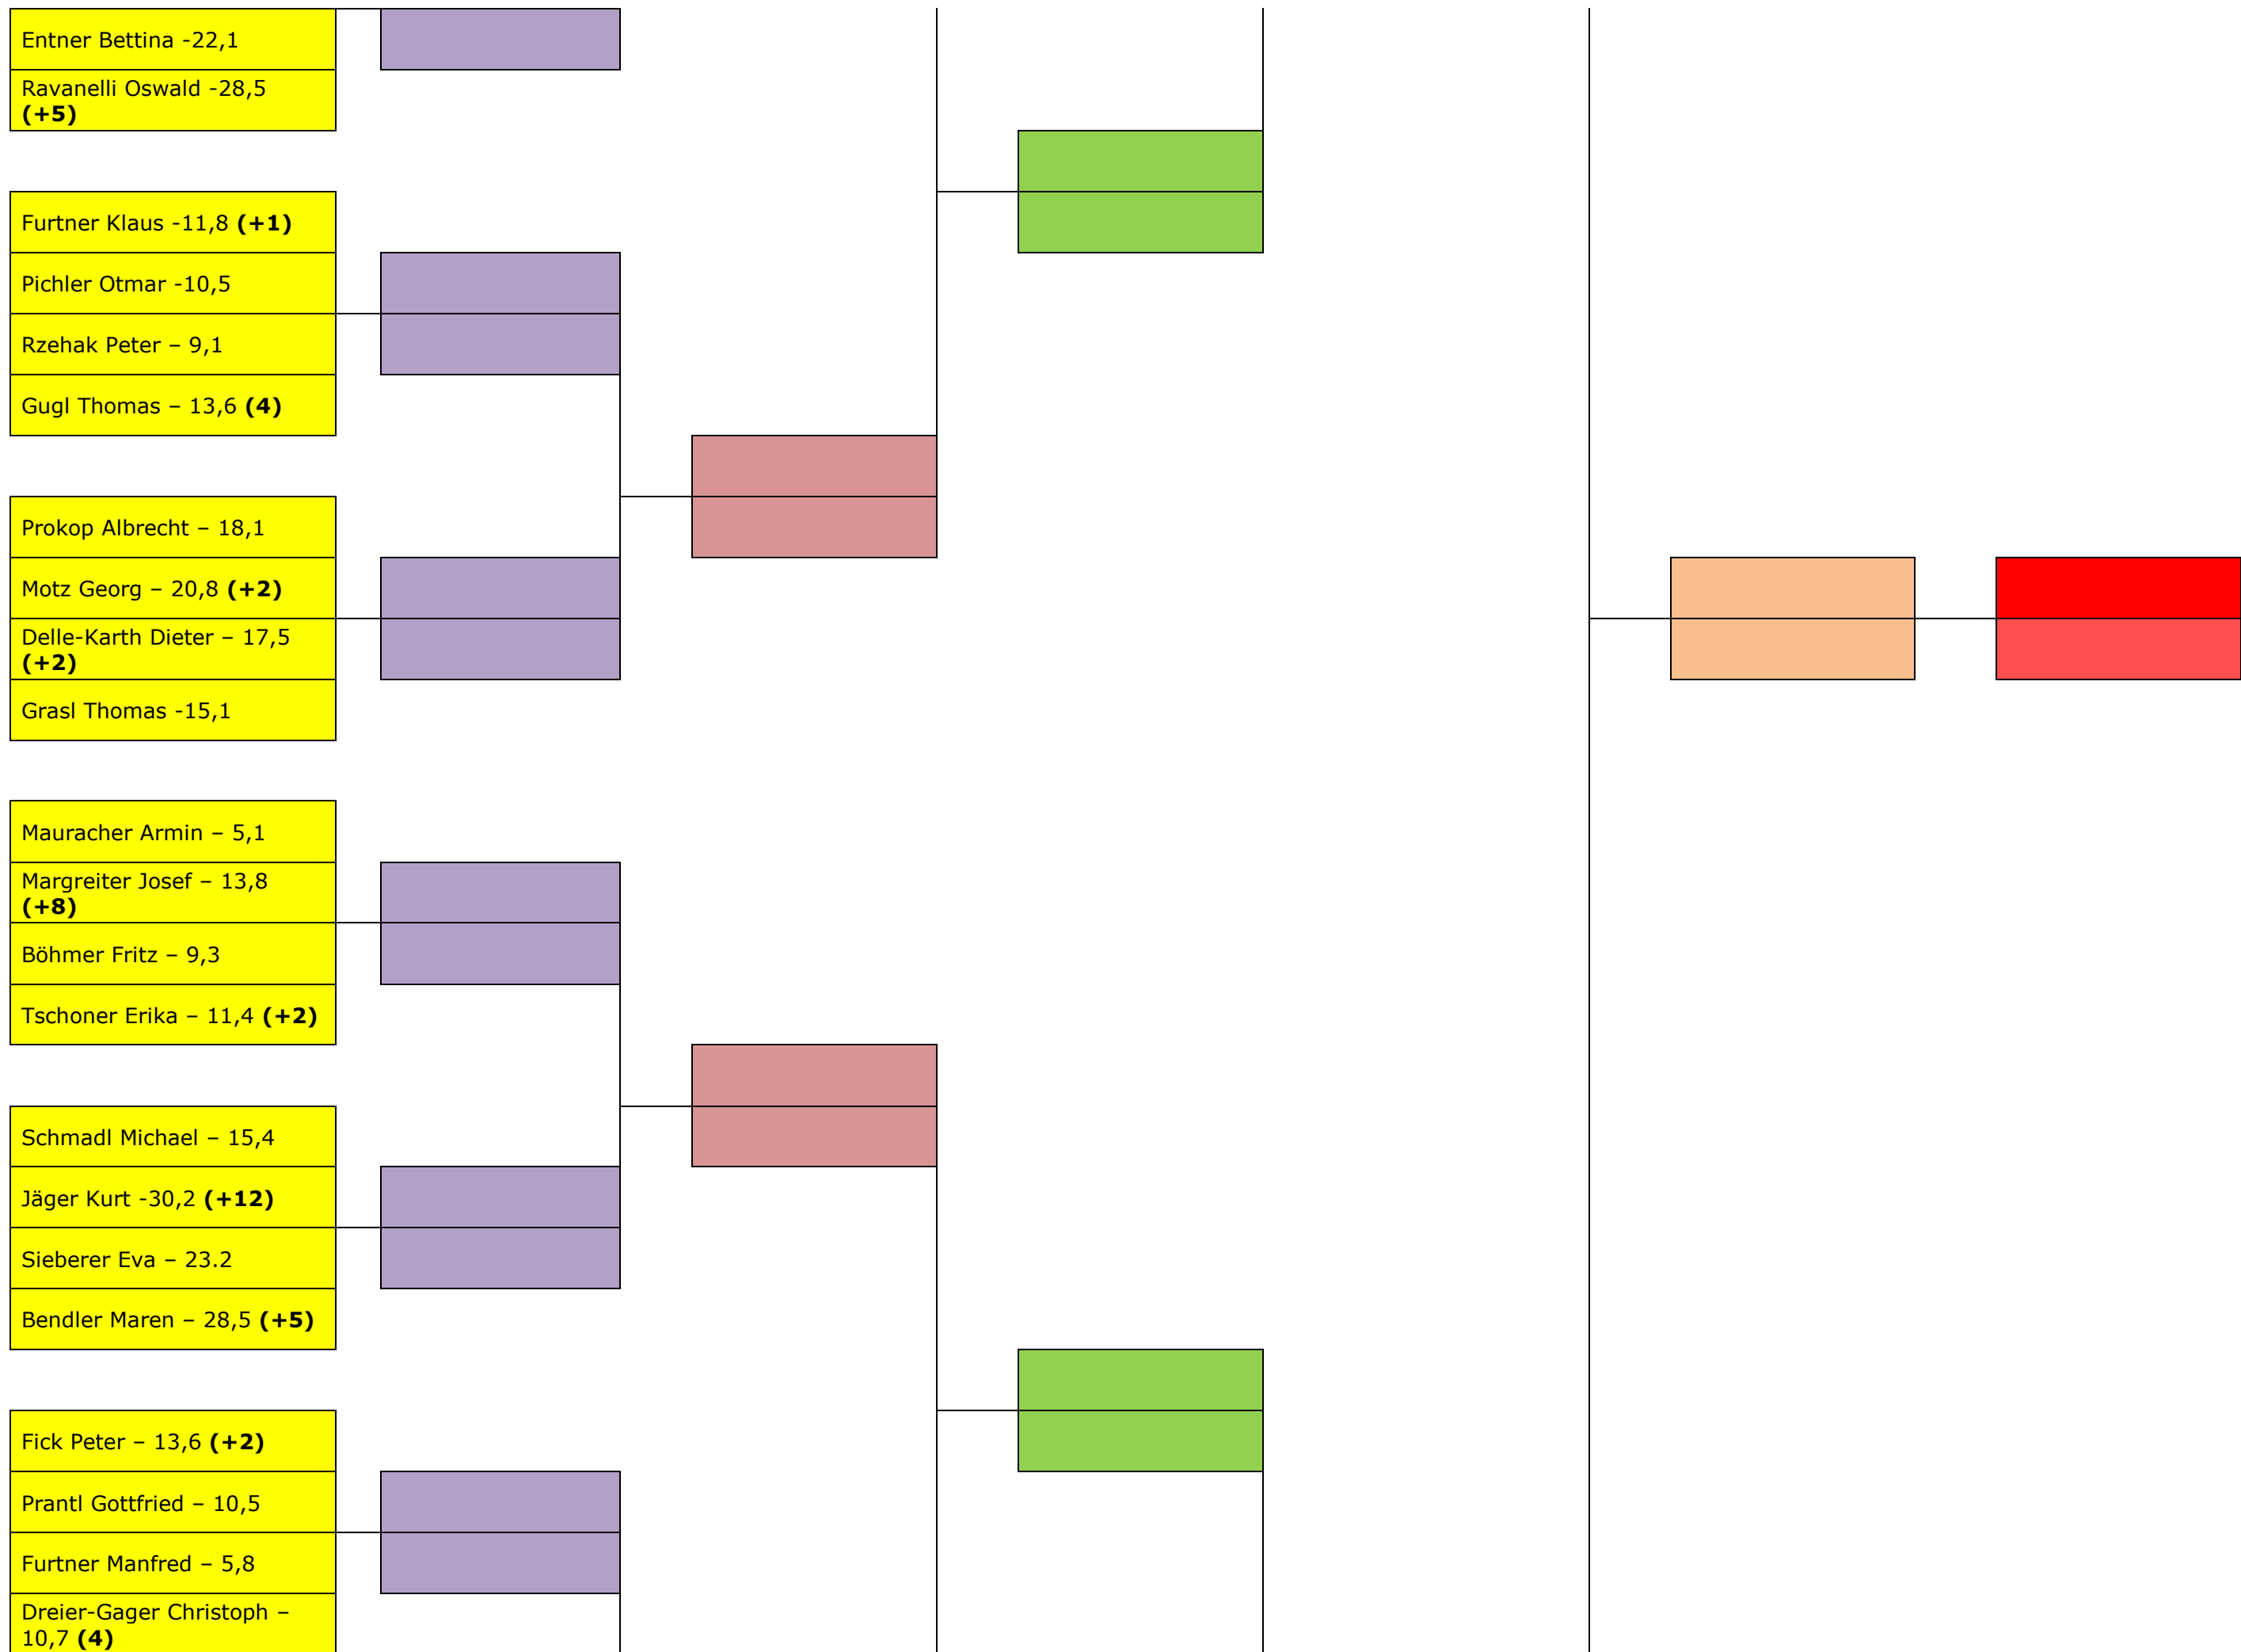 Entner Bettina -22,1
Ravanelli Oswald -28,5
(+5)
Furtner Klaus -11,8 (+1)
Pichler Otmar -10,5
Rzehak Peter – 9,1
Gugl Thomas – 13,6 (4)
Prokop Albrecht – 18,1
Motz Georg – 20,8 (+2)
Delle-Karth Dieter – 17,5
(+2)
Grasl Thomas -15,1
Mauracher Armin – 5,1
Margreiter Josef – 13,8
(+8)
Böhmer Fritz – 9,3
Tschoner Erika – 11,4 (+2)
Schmadl Michael – 15,4
Jäger Kurt -30,2 (+12)
Sieberer Eva – 23.2
Bendler Maren – 28,5 (+5)
Fick Peter – 13,6 (+2)
Prantl Gottfried – 10,5
Furtner Manfred – 5,8
Dreier-Gager Christoph –
10,7 (4)